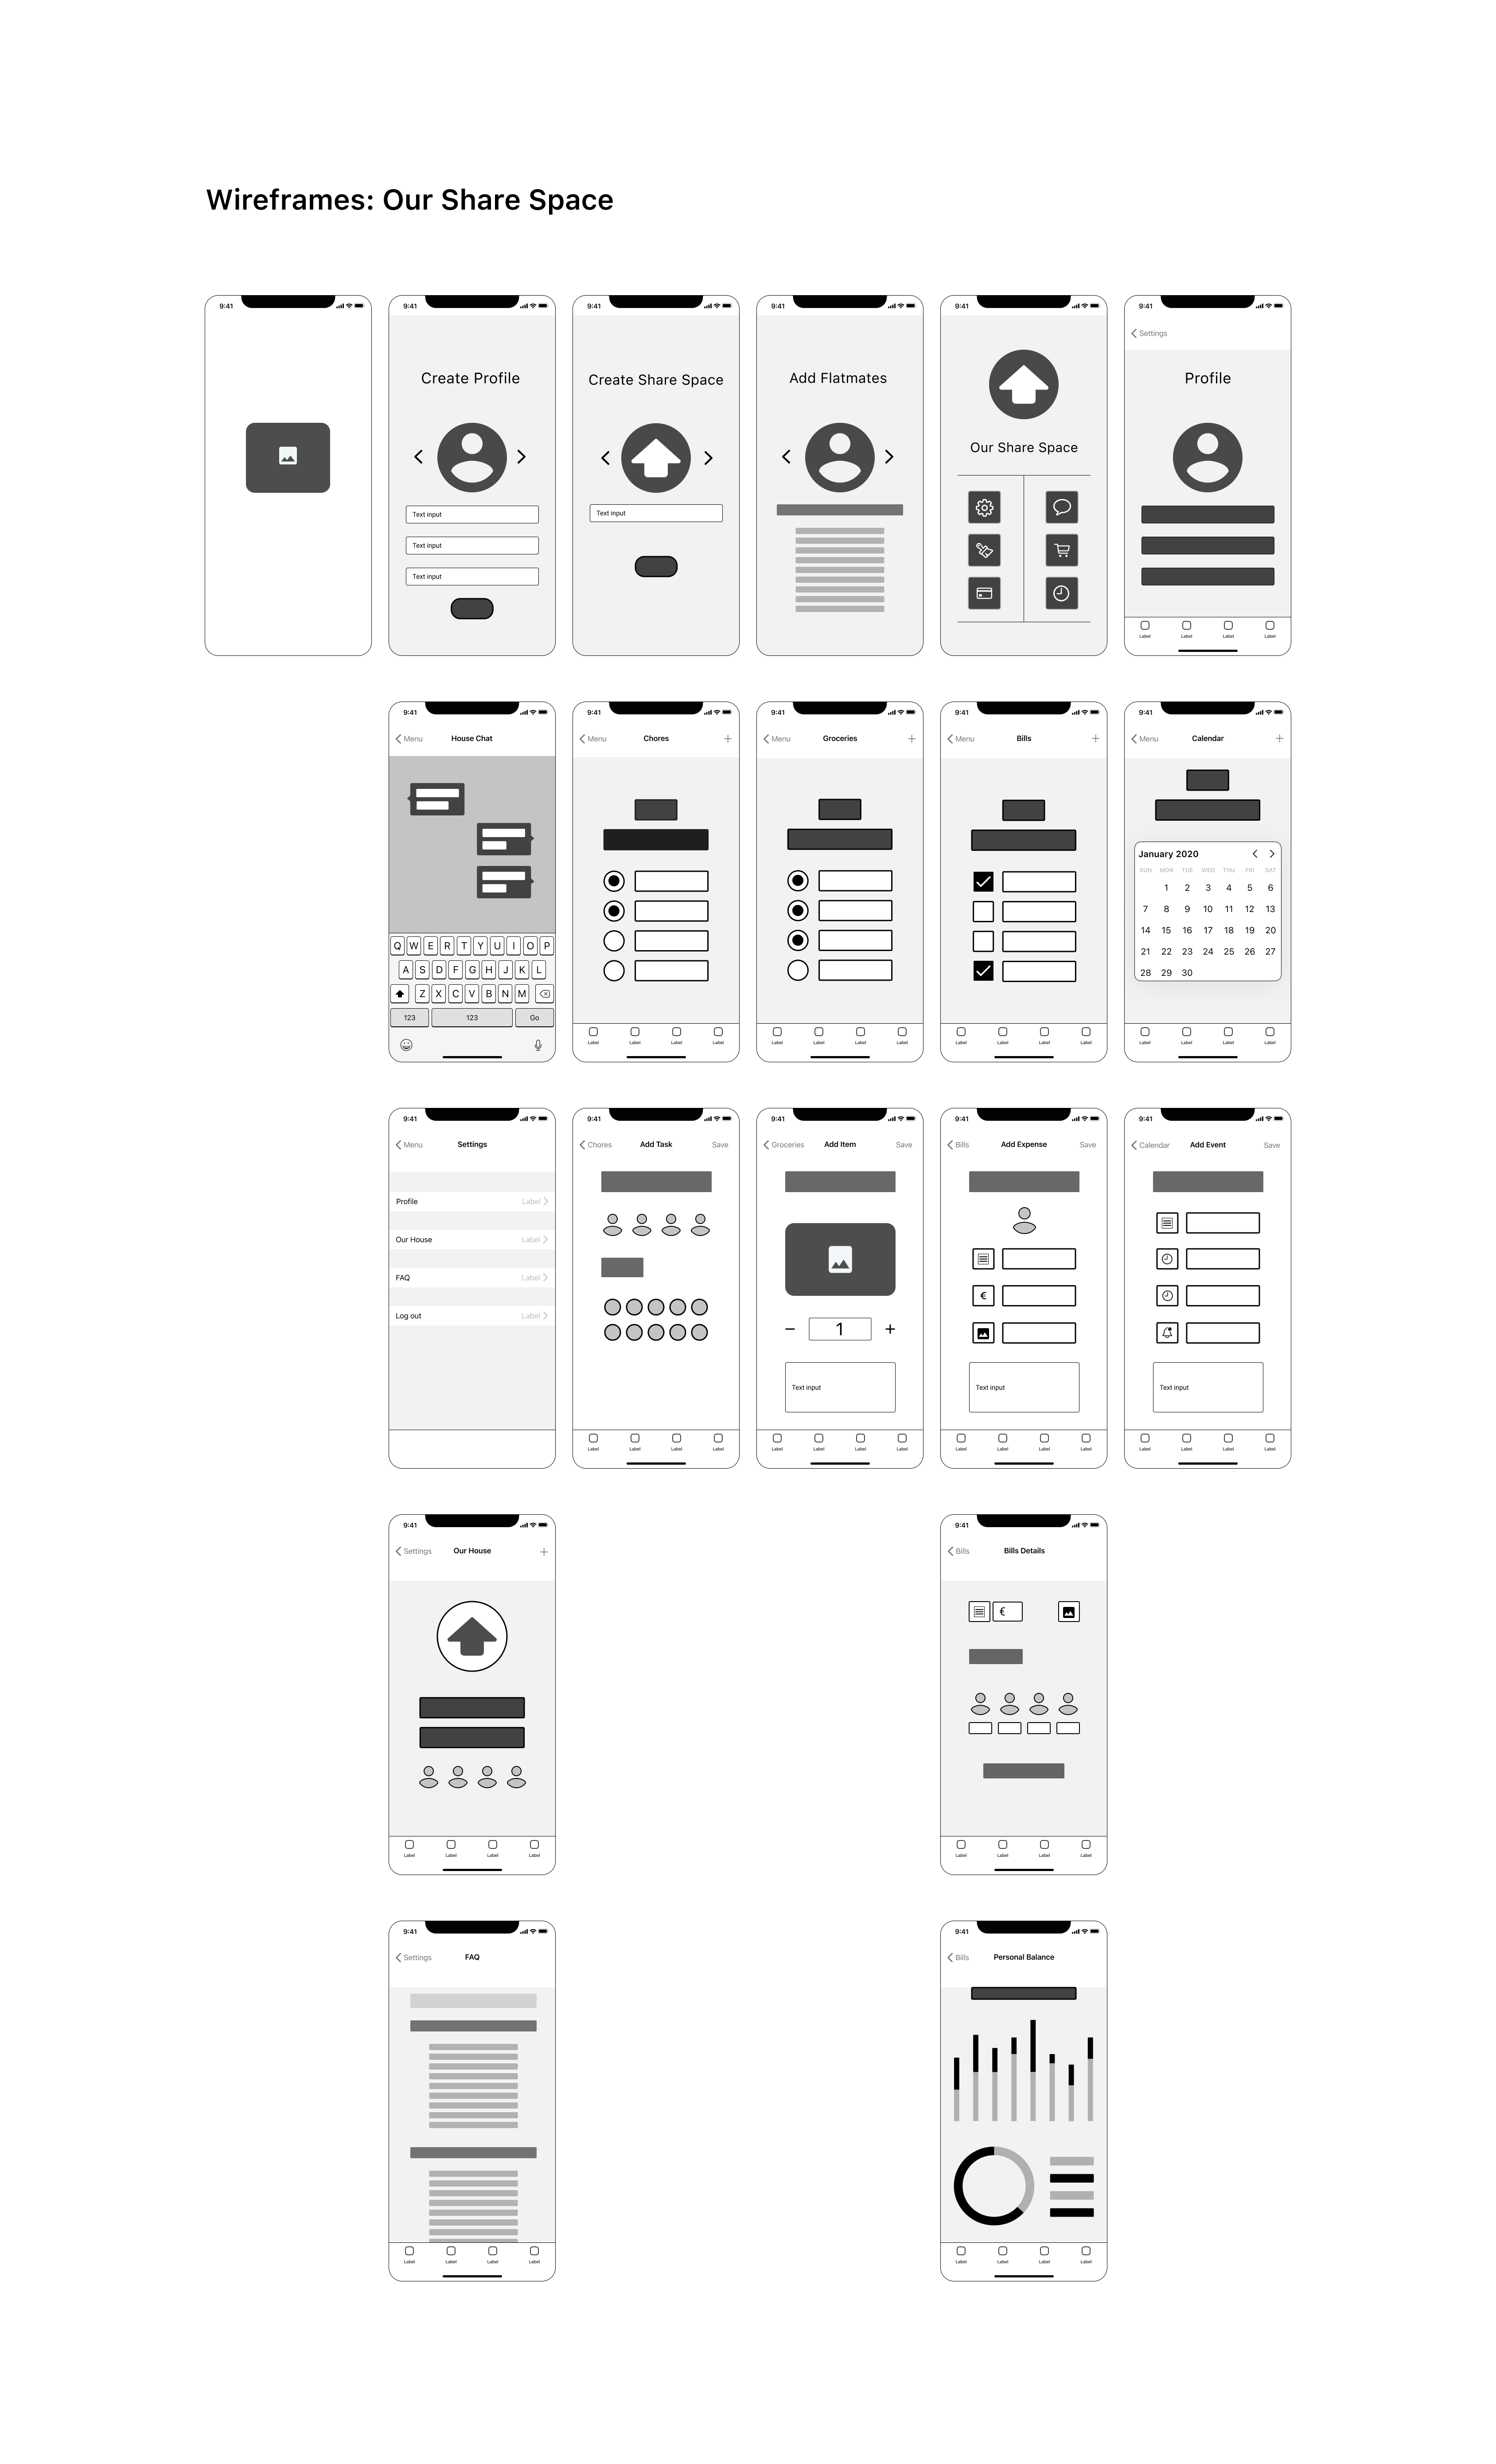 Wireframes: Our Share Space
9:41
9:41
9:41
9:41
9:41
9:41
Settings
Create Profile
Create Share Space
Add Flatmates
Profile
Our Share Space
Text input
Text input
Text input
Text input
Label Label Label Label
9:41
9:41
9:41
9:41
9:41
Menu House Chat
Menu Chores
Menu Groceries
Menu Bills
Menu Calendar
January 2020
SUN MON TUE WED THU FRI SAT
1 2 3 4 5 6
7 8 9 10 11 12 13
14 15 16 17 18 19 20
21 22 23 24 25 26 27
28 29 30
Q W E R T Y U I O P
A S D F G H J K L
Z X C V B N M
123 123 Go
Label Label Label Label
Label Label Label Label
Label Label Label Label
Label Label Label Label
9:41
9:41
9:41
9:41
9:41
Menu Settings
Chores Add Task Save
Groceries Add Item Save
Bills Add Expense Save
Calendar Add Event Save
Profile Label
Our House Label
FAQ Label
Log out Label
1
€
Text input
Text input
Text input
Label Label Label Label
Label Label Label Label
Label Label Label Label
Label Label Label Label
9:41
9:41
Settings Our House
Bills Bills Details
€
Label Label Label Label
Label Label Label Label
9:41
9:41
Settings FAQ
Bills Personal Balance
Label Label Label Label
Label Label Label Label